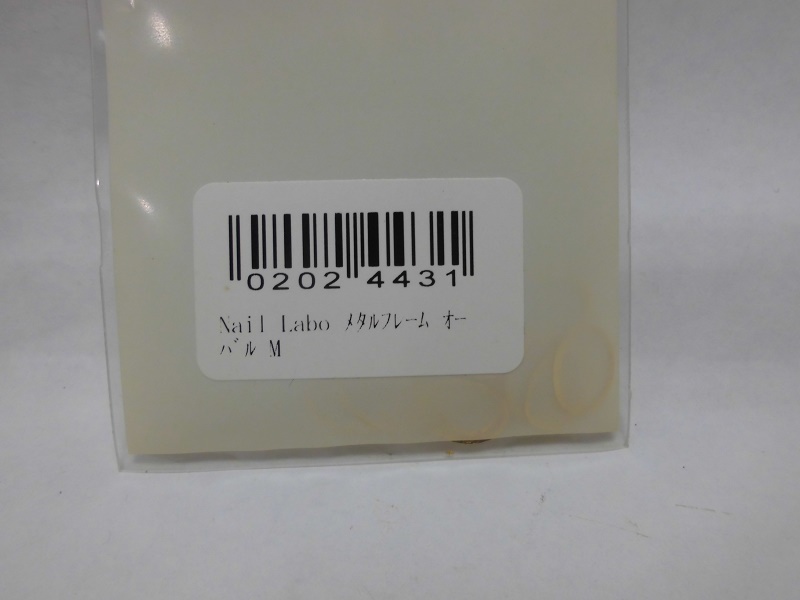 0202 4431
Nail Labo ﾒﾀﾙﾌﾚｰﾑ ｵｰ
ﾊﾞﾙ M